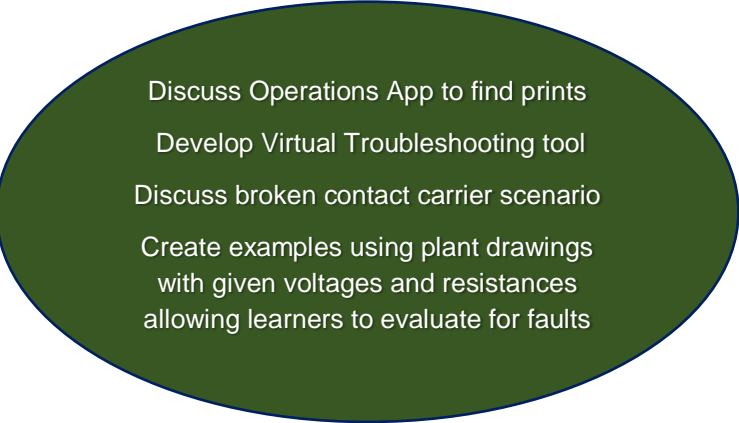 Discuss Operations App to find prints
Develop Virtual Troubleshooting tool
Discuss broken contact carrier scenario
Create examples using plant drawings
with given voltages and resistances
allowing learners to evaluate for faults